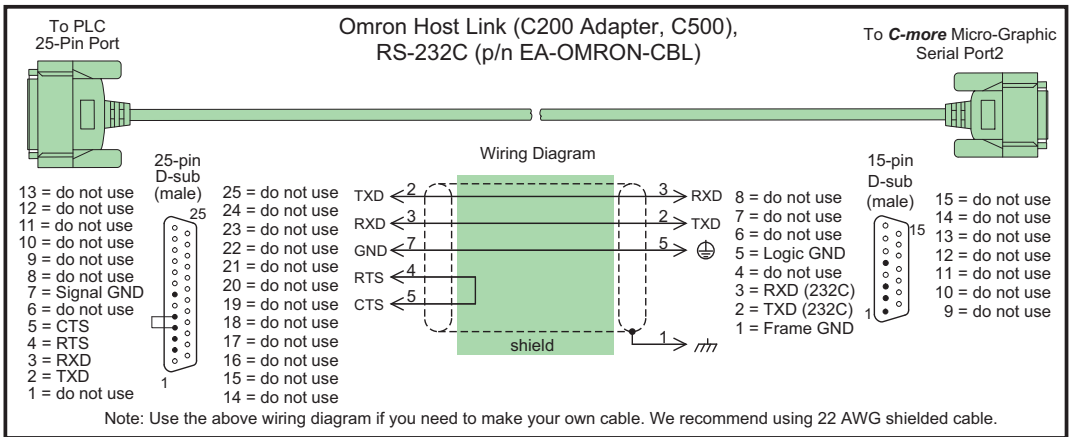 To PLC
25-Pin Port
Omron Host Link (C200 Adapter, C500),
RS-232C (p/n EA-OMRON-CBL)
To C-more Micro-Graphic
Serial Port2
25-pin
D-sub
(male)
13 = do not use
12 = do not use
11 = do not use
10 = do not use
9 = do not use
8 = do not use
7 = Signal GND
6 = do not use
5 = CTS
4 = RTS
3 = RXD
2 = TXD
1 = do not use
25
1
25 = do not use
24 = do not use
23 = do not use
22 = do not use
21 = do not use
20 = do not use
19 = do not use
18 = do not use
17 = do not use
16 = do not use
15 = do not use
14 = do not use
Wiring Diagram
TXD 2 3 RXD
RXD 3 2 TXD
GND 7 5
RTS 4
CTS 5
shield
1
15-pin
D-sub
(male)
8 = do not use
7 = do not use
6 = do not use
5 = Logic GND
4 = do not use
3 = RXD (232C)
2 = TXD (232C)
1 = Frame GND
15
1
15 = do not use
14 = do not use
13 = do not use
12 = do not use
11 = do not use
10 = do not use
9 = do not use
Note: Use the above wiring diagram if you need to make your own cable. We recommend using 22 AWG shielded cable.